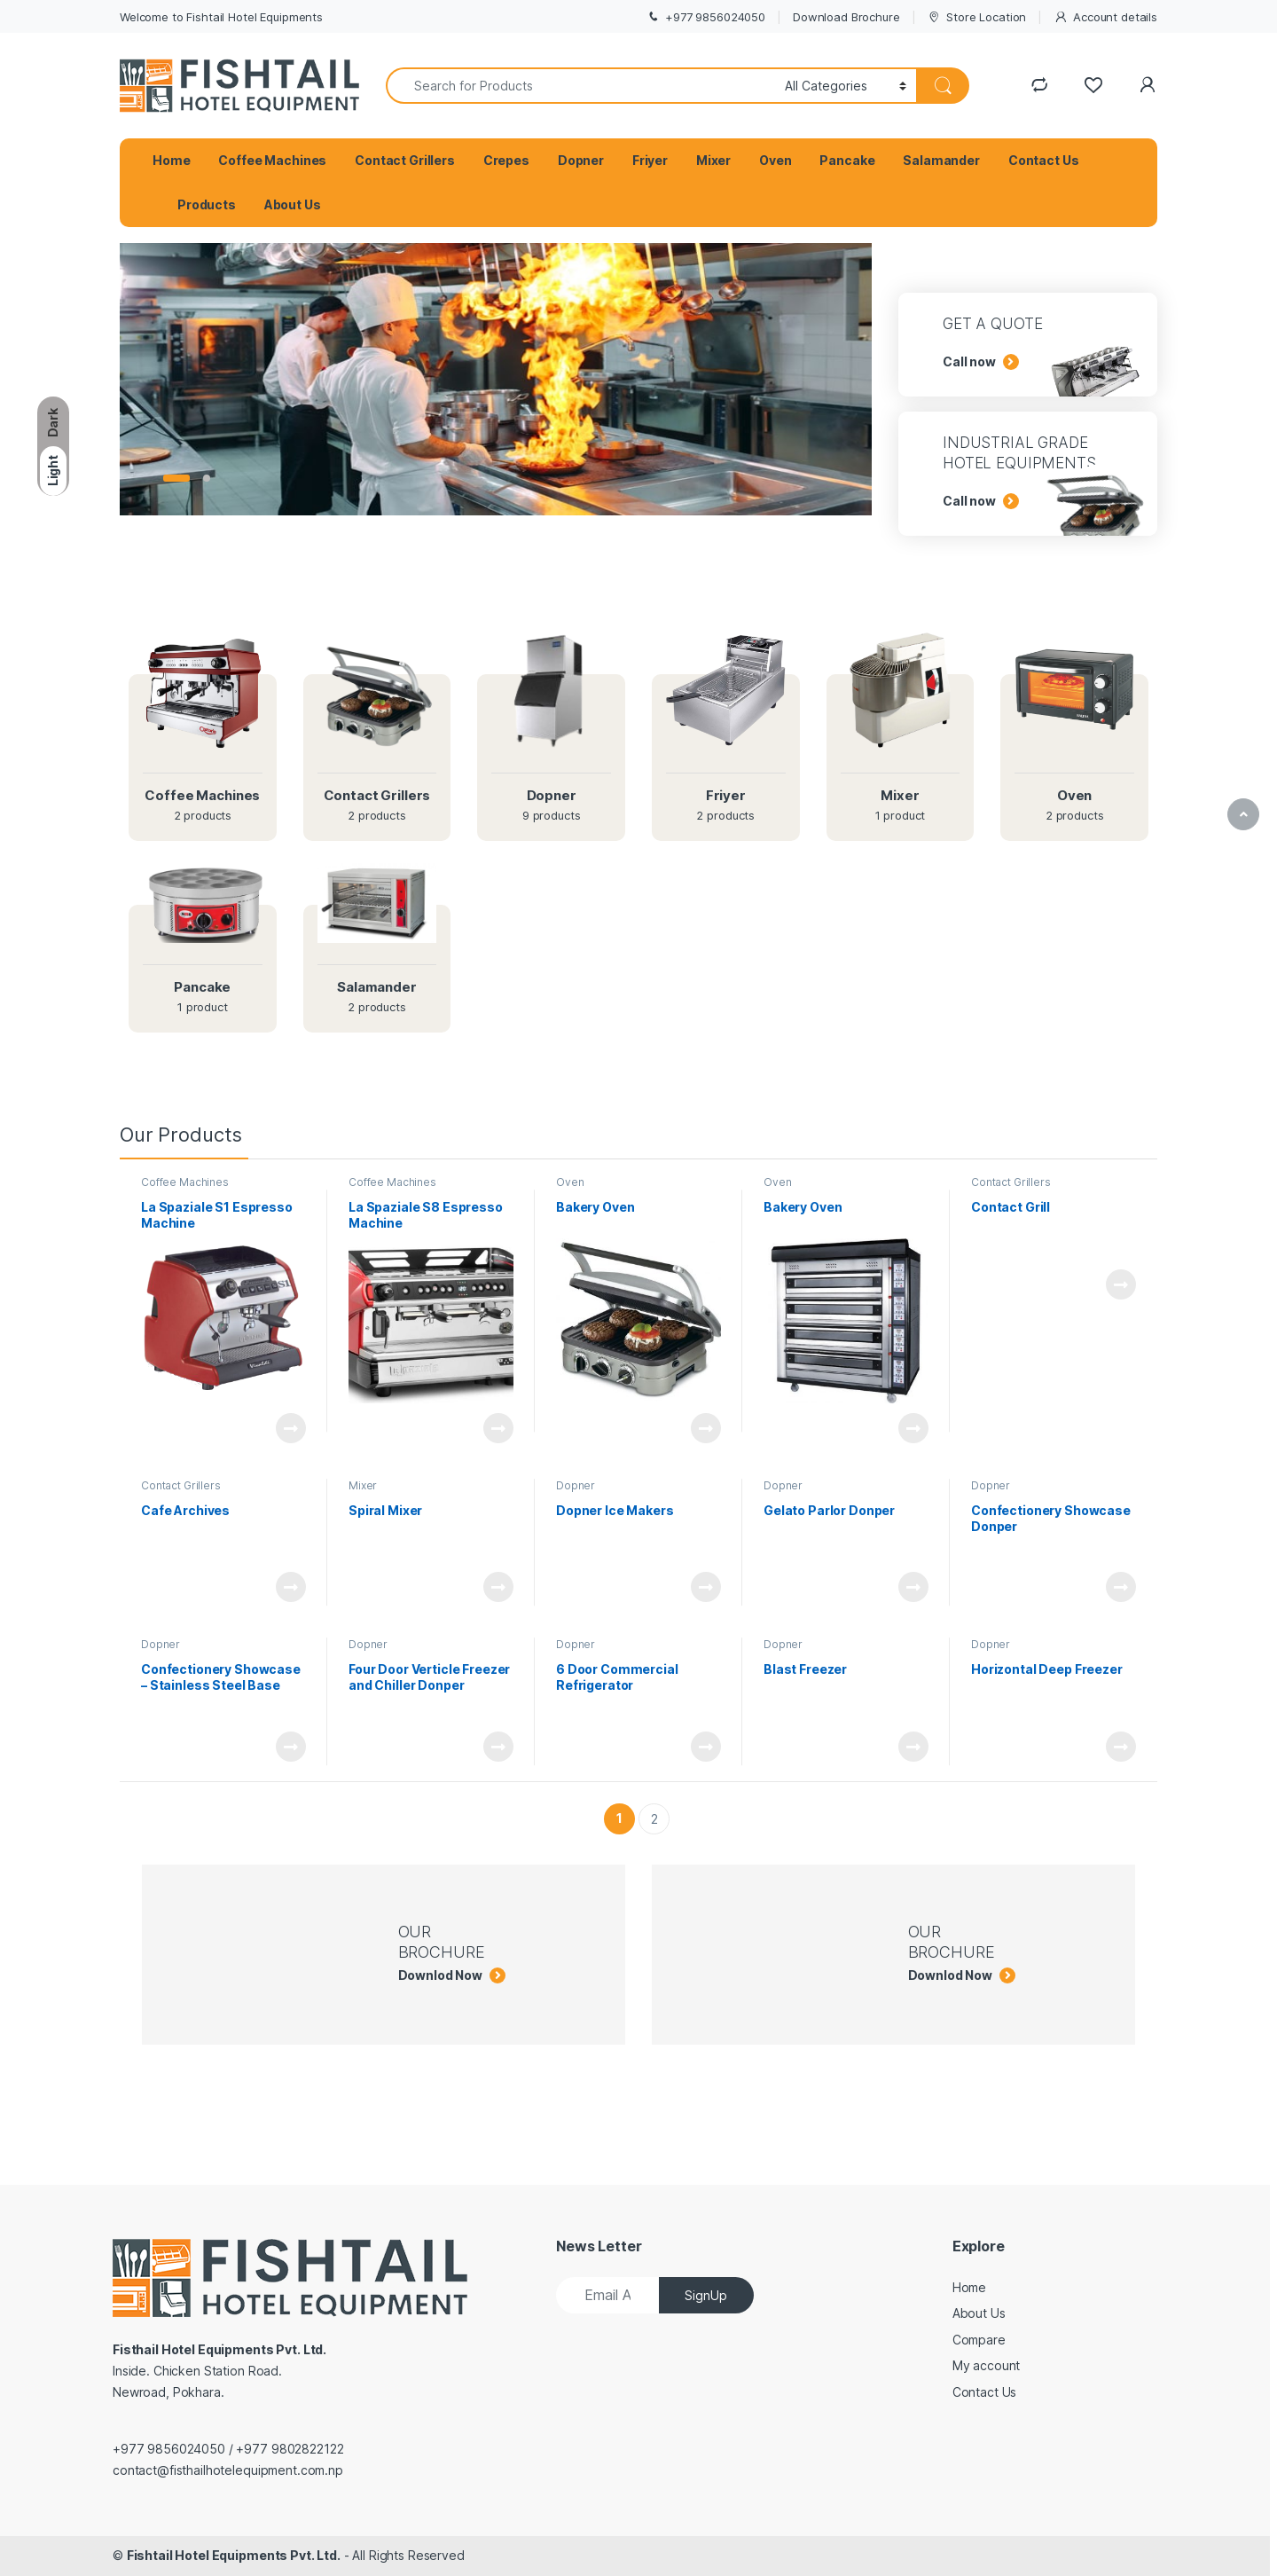 Welcome to Fishtail Hotel Equipments
+977 9856024050
Download Brochure
Store Location
Account details
FISHTAIL
HOTEL EQUIPMENT
Search for Products
All Categories
Home
Coffee Machines
Contact Grillers
Crepes
Dopner
Friyer
Mixer
Oven
Pancake
Salamander
Contact Us
Products
About Us
GET A QUOTE
Call now
INDUSTRIAL GRADE
HOTEL EQUIPMENTS
Call now
Dark
Light
Coffee Machines
2 products
Contact Grillers
2 products
Dopner
9 products
Friyer
2 products
Mixer
1 product
Oven
2 products
Pancake
1 product
Salamander
2 products
Our Products
Coffee Machines
La Spaziale S1 Espresso
Machine
Coffee Machines
La Spaziale S8 Espresso
Machine
Oven
Bakery Oven
Oven
Bakery Oven
Contact Grillers
Contact Grill
Contact Grillers
Cafe Archives
Mixer
Spiral Mixer
Dopner
Dopner Ice Makers
Dopner
Gelato Parlor Donper
Dopner
Confectionery Showcase
Donper
Dopner
Confectionery Showcase
– Stainless Steel Base
Dopner
Four Door Verticle Freezer
and Chiller Donper
Dopner
6 Door Commercial
Refrigerator
Dopner
Blast Freezer
Dopner
Horizontal Deep Freezer
1
2
OUR
BROCHURE
Downlod Now
OUR
BROCHURE
Downlod Now
FISHTAIL
HOTEL EQUIPMENT
Fisthail Hotel Equipments Pvt. Ltd.
Inside. Chicken Station Road.
Newroad, Pokhara.
+977 9856024050 / +977 9802822122
contact@fisthailhotelequipment.com.np
News Letter
Email A
SignUp
Explore
Home
About Us
Compare
My account
Contact Us
© Fishtail Hotel Equipments Pvt. Ltd. - All Rights Reserved